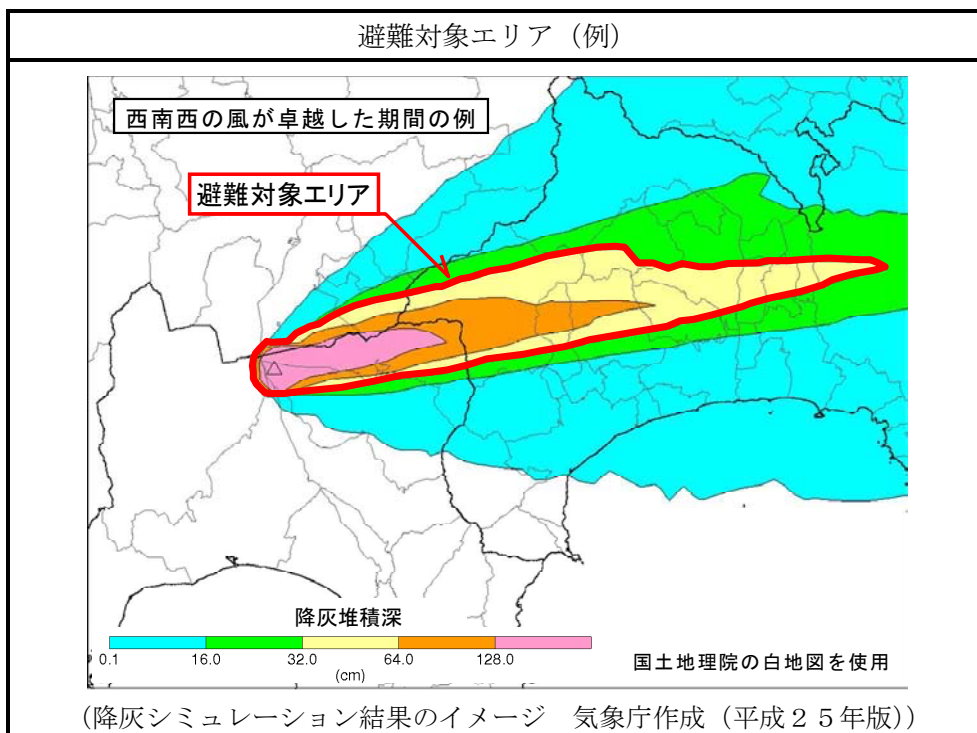 避難対象エリア（例）
西南西の風が卓越した期間の例
避難対象エリア
降灰堆積深
0.1 16.0 32.0 64.0 128.0
(cm)
国土地理院の白地図を使用
(降灰シミュレーション結果のイメージ　気象庁作成（平成２５年版))